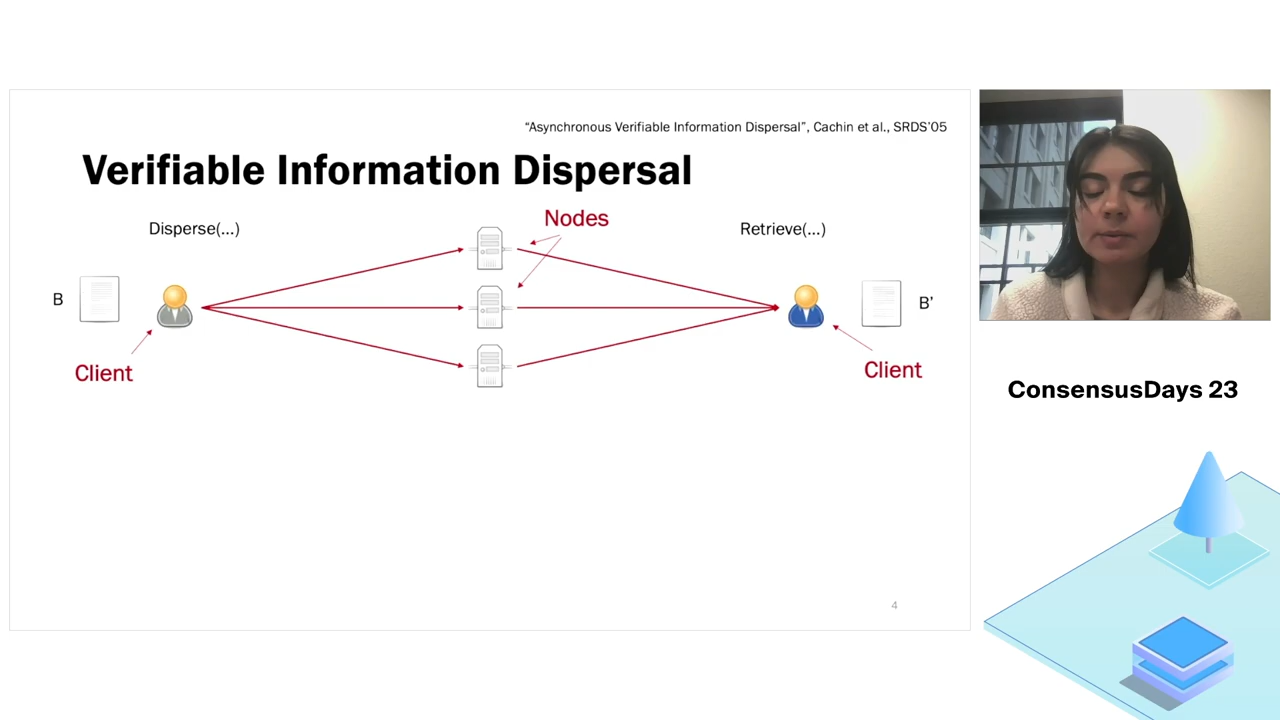 “Asynchronous Verifiable Information Dispersal”, Cachin et al., SRDS’05
Verifiable Information Dispersal
Disperse(...)
Nodes
Retrieve(...)
B
B’
Client
Client
4
ConsensusDays 23